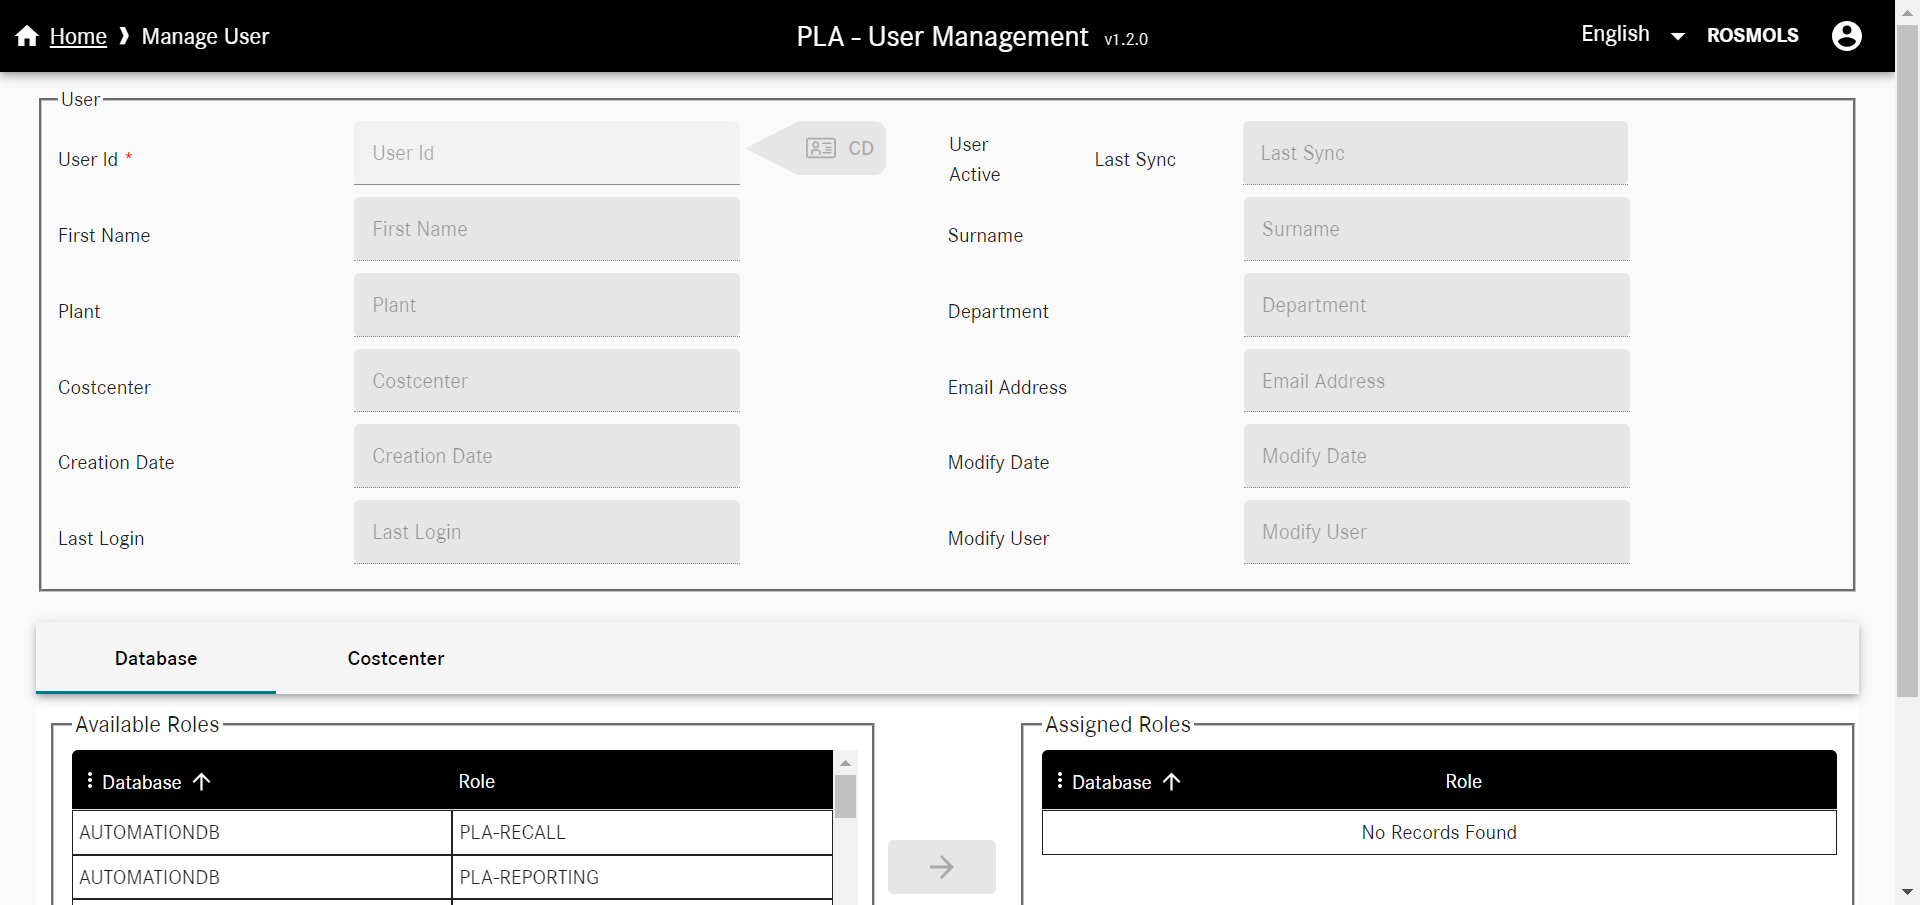 Home ❱ Manage User
PLA - User Management v1.2.0
English ROSMOLS
User
User Id * User Id CD User Active Last Sync Last Sync
First Name First Name Surname Surname
Plant Plant Department Department
Costcenter Costcenter Email Address Email Address
Creation Date Creation Date Modify Date Modify Date
Last Login Last Login Modify User Modify User
Database Costcenter
Available Roles
Database Role
AUTOMATIONDB PLA-RECALL
AUTOMATIONDB PLA-REPORTING
Assigned Roles
Database Role
No Records Found